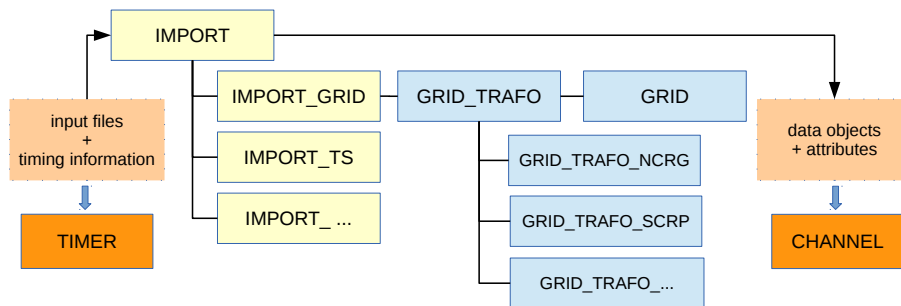 IMPORT
IMPORT_GRID
GRID_TRAFO
GRID
input files
+
timing information
data objects
+ attributes
IMPORT_TS
GRID_TRAFO_NCRG
IMPORT_ ...
GRID_TRAFO_SCRP
TIMER
CHANNEL
GRID_TRAFO_...